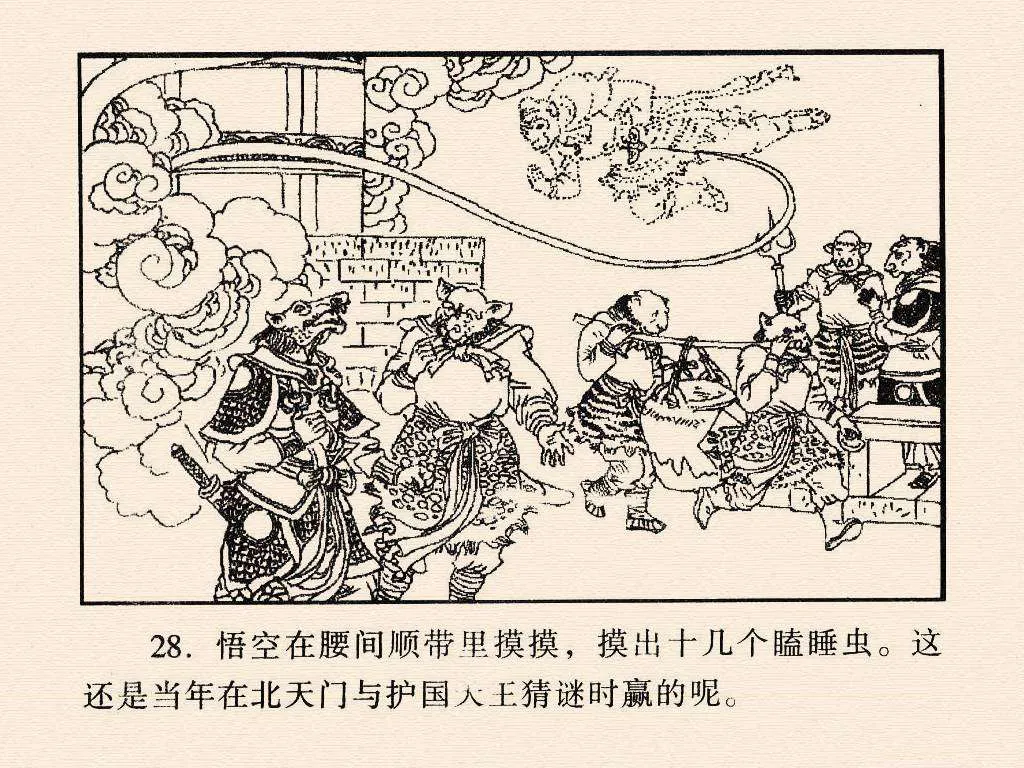 28. 悟空在腰间顺带里摸摸，摸出十几个瞌睡虫。这
还是当年在北天门与护国大王猜谜时赢的呢。